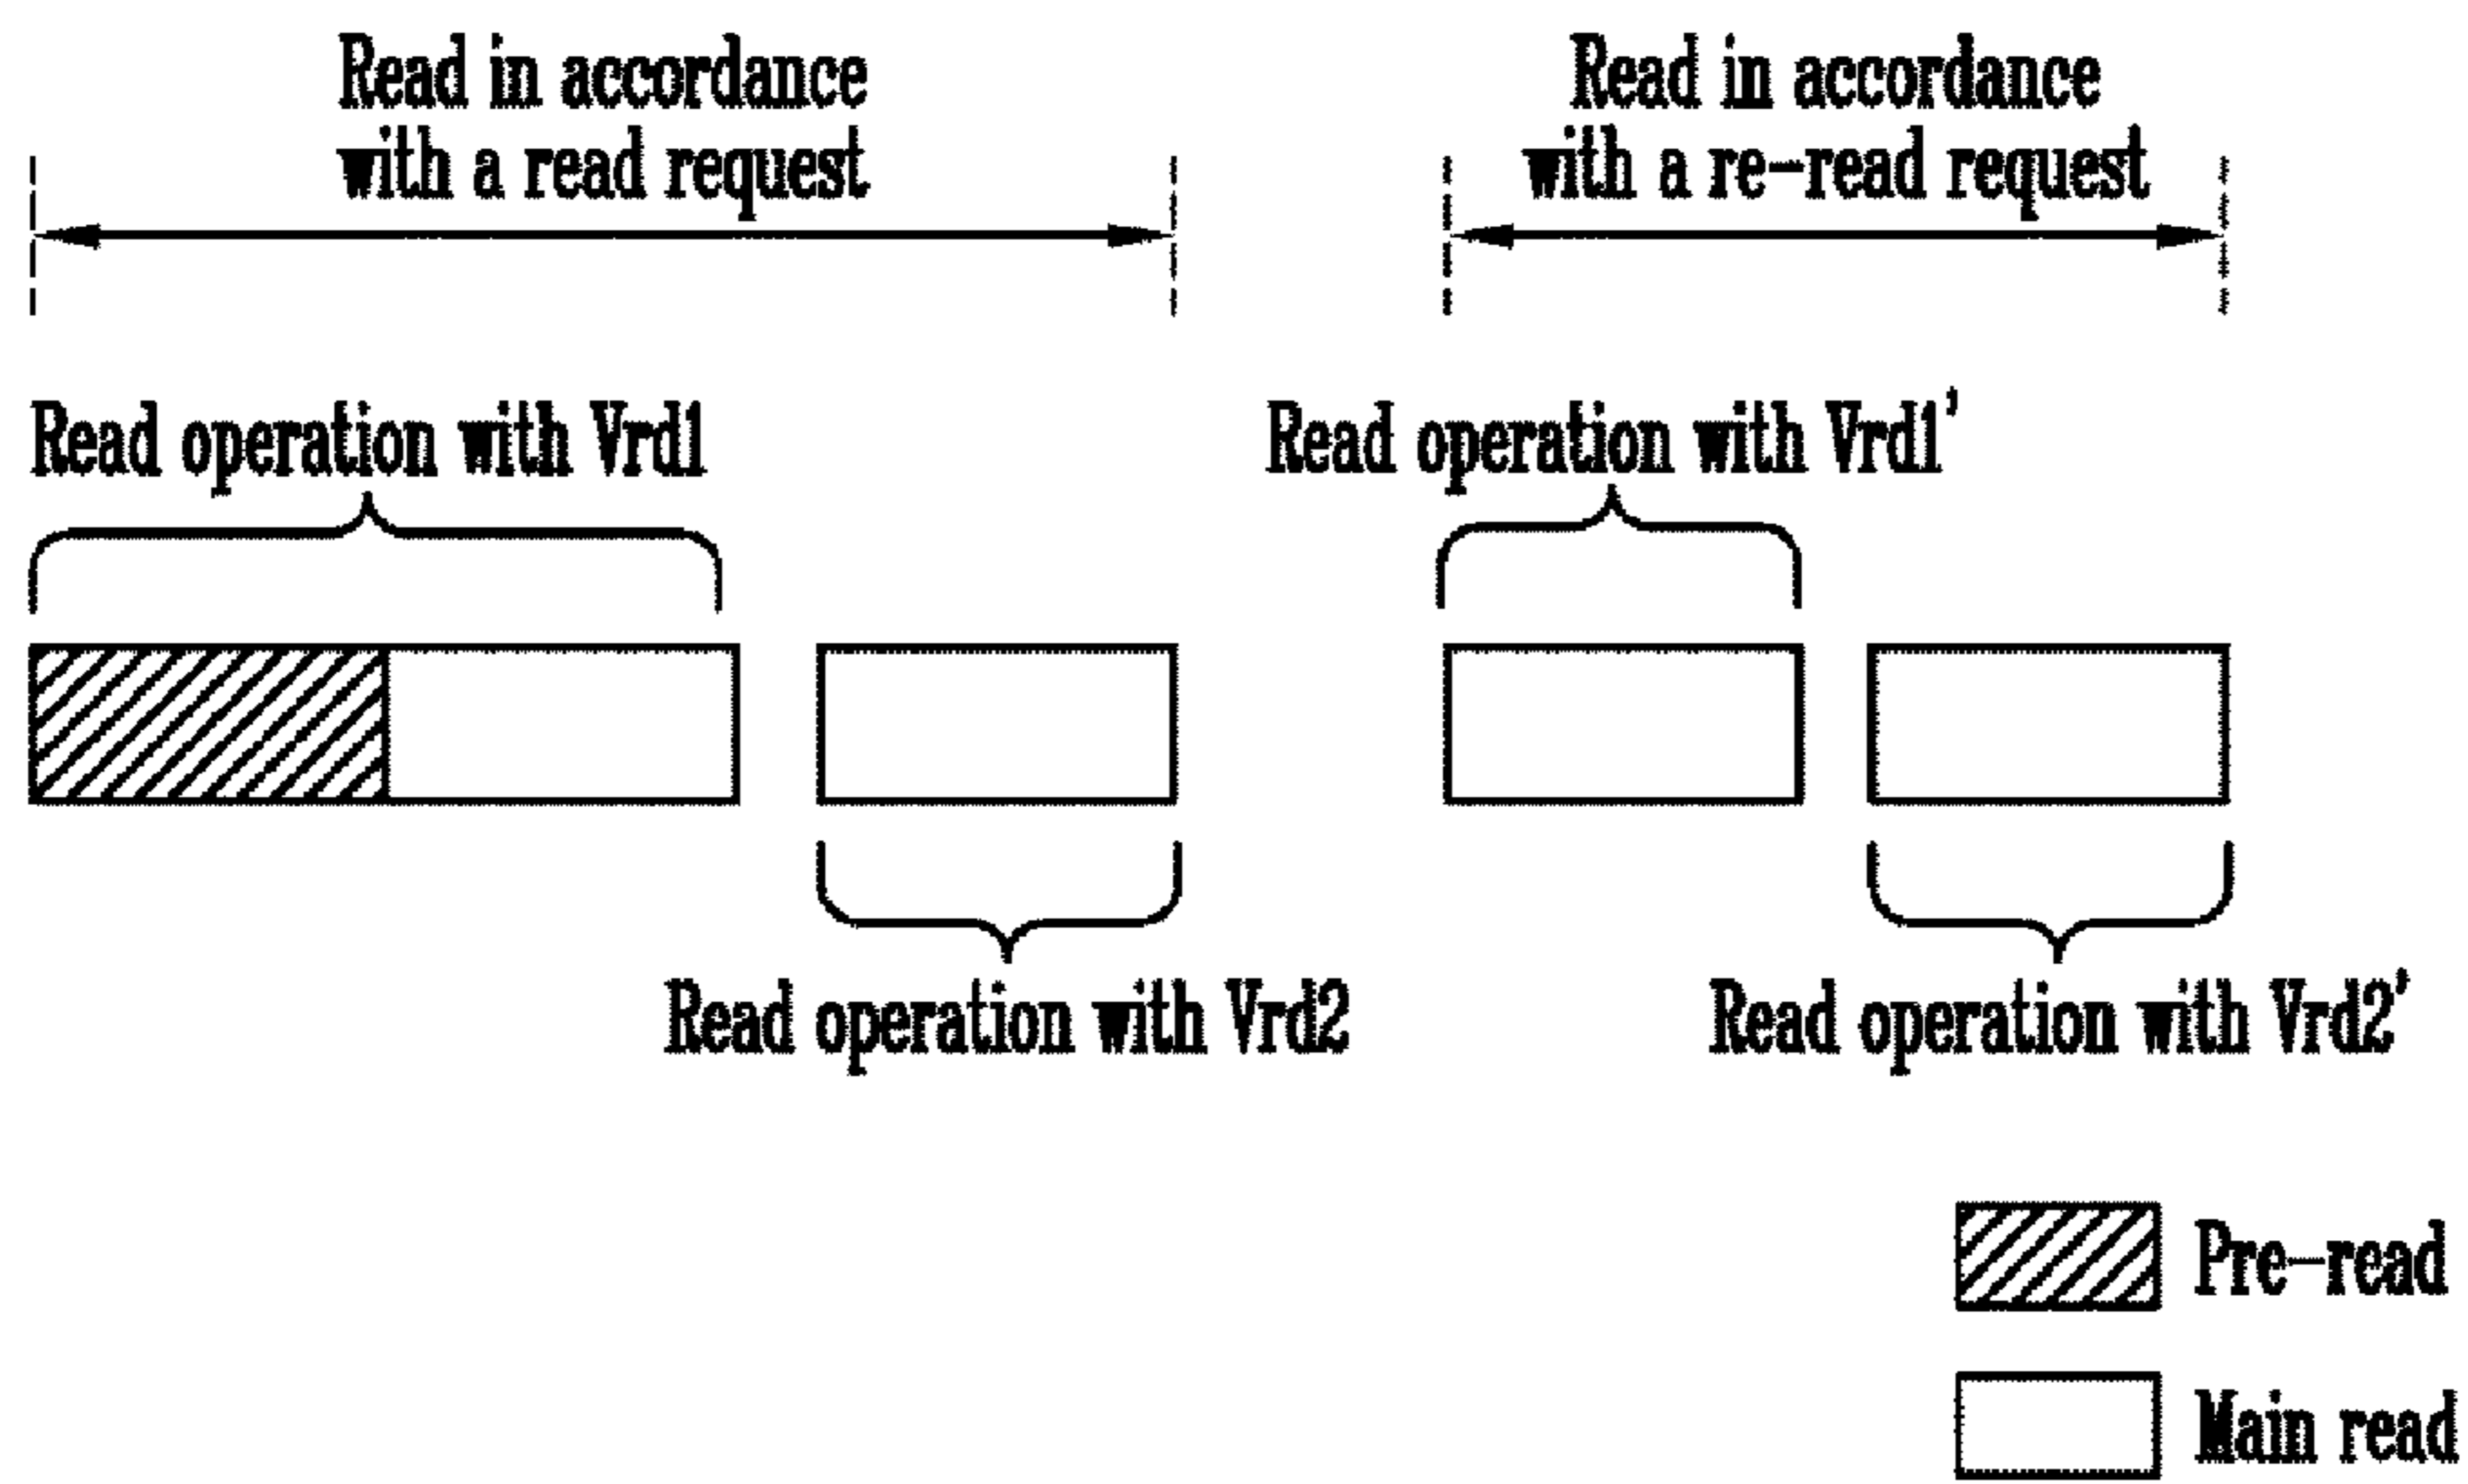 Read in accordance
with a read request
Read in accordance
with a re-read request
Read operation with Vrd1
Read operation with Vrd1'
Read operation with Vrd2
Read operation with Vrd2'
Pre-read
Main read